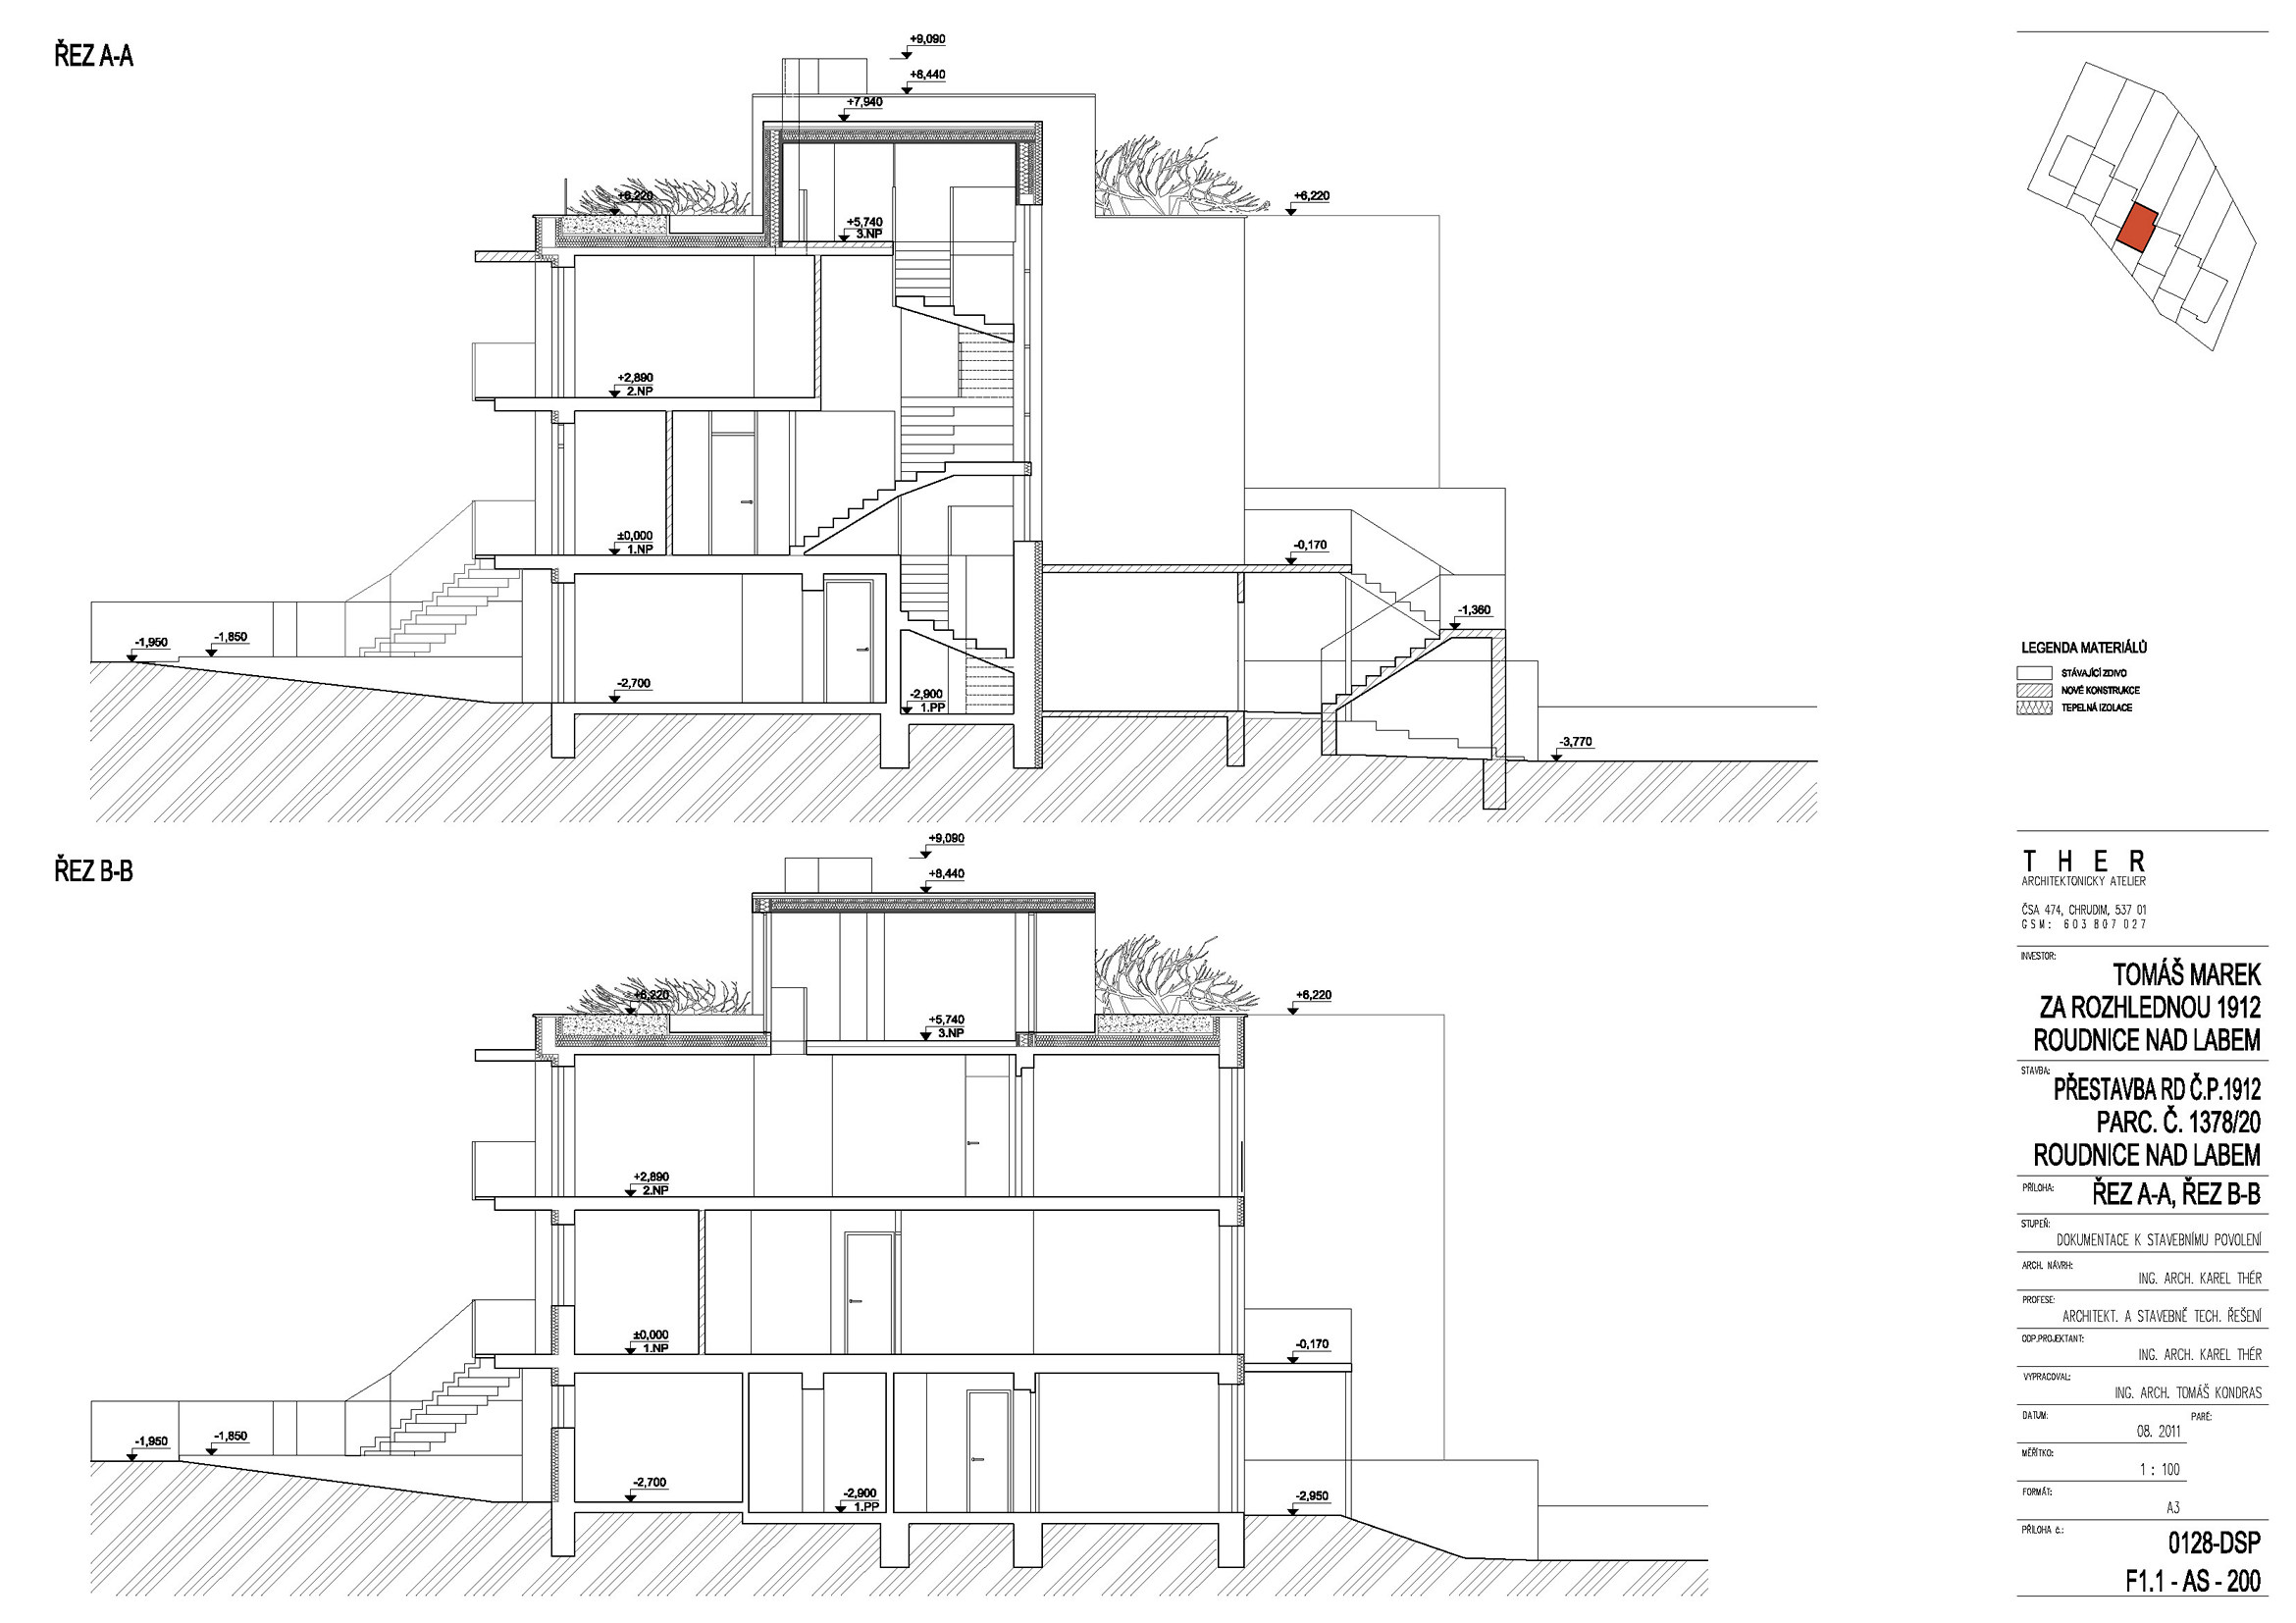 ŘEZ A-A
+9,090
+8,440
+7,940
+6,220
+6,220
+5,740
3.NP
+2,890
2.NP
±0,000
1.NP
-0,170
-1,360
-1,950
-1,850
-2,700
-2,900
1.PP
-3,770
LEGENDA MATERIÁLŮ
STÁVAJÍCÍ ZDIVO
NOVÉ KONSTRUKCE
TEPELNÁ IZOLACE
ŘEZ B-B
+9,090
+8,440
+6,220
+6,220
+5,740
3.NP
+2,890
2.NP
±0,000
1.NP
-0,170
-1,950
-1,850
-2,700
-2,900
1.PP
-2,950
THER
ARCHITEKTONICKÝ ATELIER
ČSA 474, CHRUDIM, 537 01
GSM: 603 807 027
INVESTOR:
TOMÁŠ MAREK
ZA ROZHLEDNOU 1912
ROUDNICE NAD LABEM
STAVBA:
PŘESTAVBA RD Č.P.1912
PARC. Č. 1378/20
ROUDNICE NAD LABEM
PŘÍLOHA:
ŘEZ A-A, ŘEZ B-B
STUPEŇ:
DOKUMENTACE K STAVEBNÍMU POVOLENÍ
ARCH. NÁVRH:
ING. ARCH. KAREL THÉR
PROFESE:
ARCHITEKT. A STAVEBNĚ TECH. ŘEŠENÍ
ODP.PROJEKTANT:
ING. ARCH. KAREL THÉR
VYPRACOVAL:
ING. ARCH. TOMÁŠ KONDRAS
DATUM:
PARÉ:
08. 2011
MĚŘÍTKO:
1 : 100
FORMÁT:
A3
PŘÍLOHA č.:
0128-DSP
F1.1 - AS - 200